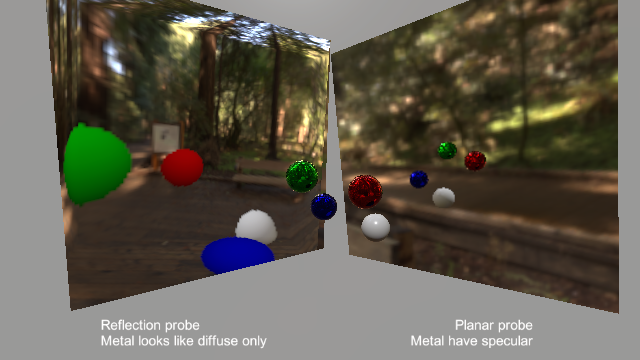 Reflection probe
Metal looks like diffuse only
Planar probe
Metal have specular